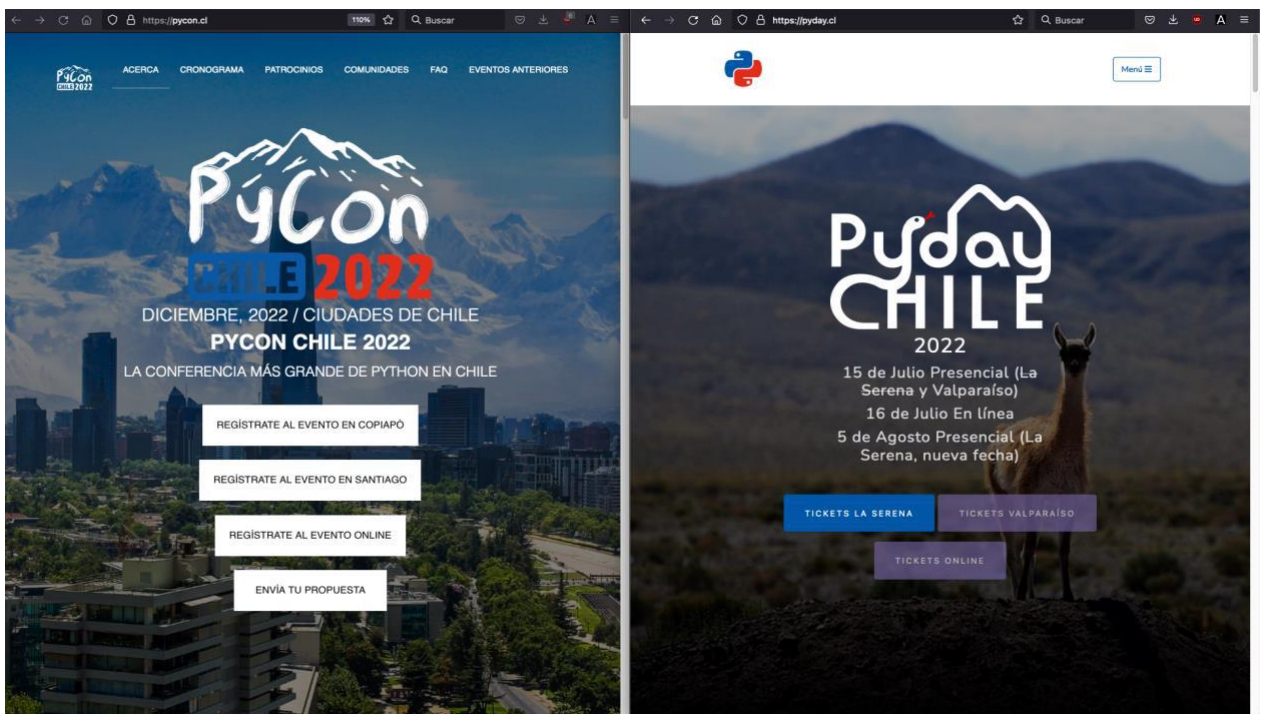 https://pycon.cl
110%
Buscar
PyCon
CHILE 2022
ACERCA
CRONOGRAMA
PATROCINIOS
COMUNIDADES
FAQ
EVENTOS ANTERIORES
PyCon
CHILE 2022
DICIEMBRE, 2022 / CIUDADES DE CHILE
PYCON CHILE 2022
LA CONFERENCIA MÁS GRANDE DE PYTHON EN CHILE
REGÍSTRATE AL EVENTO EN COPIAPÓ
REGÍSTRATE AL EVENTO EN SANTIAGO
REGÍSTRATE AL EVENTO ONLINE
ENVÍA TU PROPUESTA
https://pyday.cl
Buscar
Menú
Pyday
CHILE
2022
15 de Julio Presencial (La
Serena y Valparaíso)
16 de Julio En línea
5 de Agosto Presencial (La
Serena, nueva fecha)
TICKETS LA SERENA
TICKETS VALPARAÍSO
TICKETS ONLINE